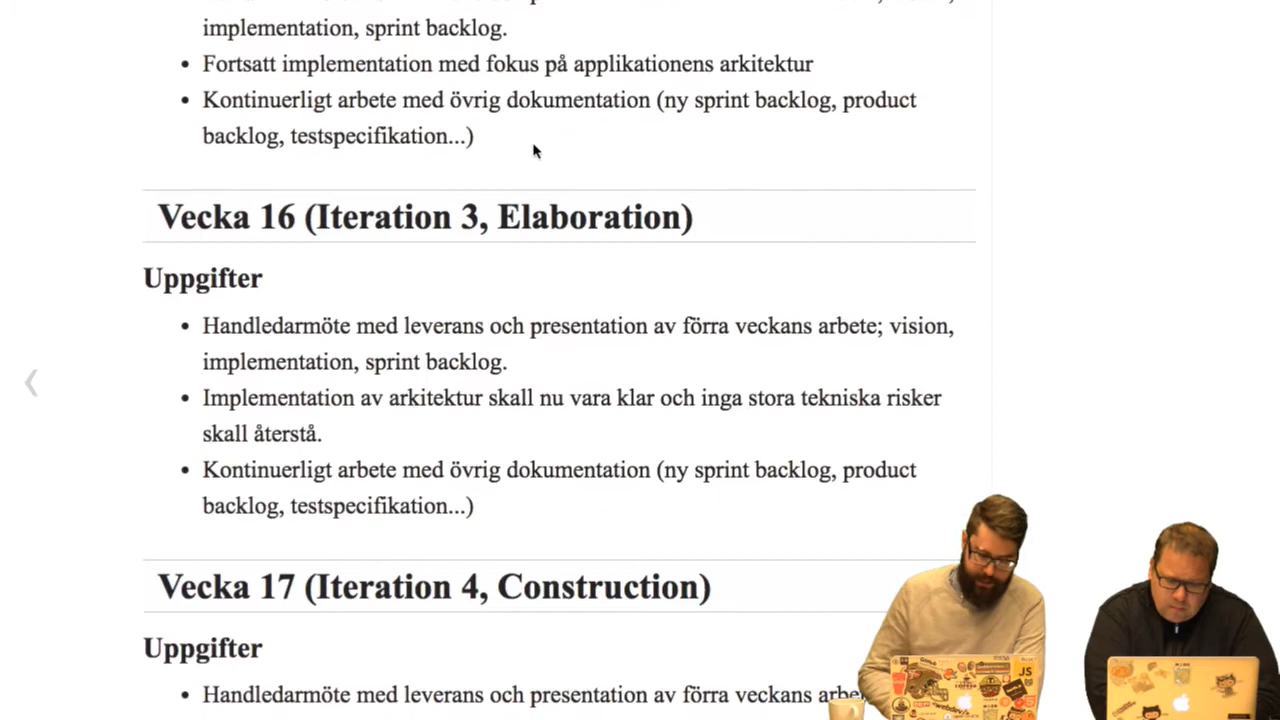 implementation, sprint backlog.
• Fortsatt implementation med fokus på applikationens arkitektur
• Kontinuerligt arbete med övrig dokumentation (ny sprint backlog, product
backlog, testspecifikation...)
Vecka 16 (Iteration 3, Elaboration)
Uppgifter
• Handledarmöte med leverans och presentation av förra veckans arbete; vision,
implementation, sprint backlog.
• Implementation av arkitektur skall nu vara klar och inga stora tekniska risker
skall återstå.
• Kontinuerligt arbete med övrig dokumentation (ny sprint backlog, product
backlog, testspecifikation...)
Vecka 17 (Iteration 4, Construction)
Uppgifter
• Handledarmöte med leverans och presentation av förra veckans
JS